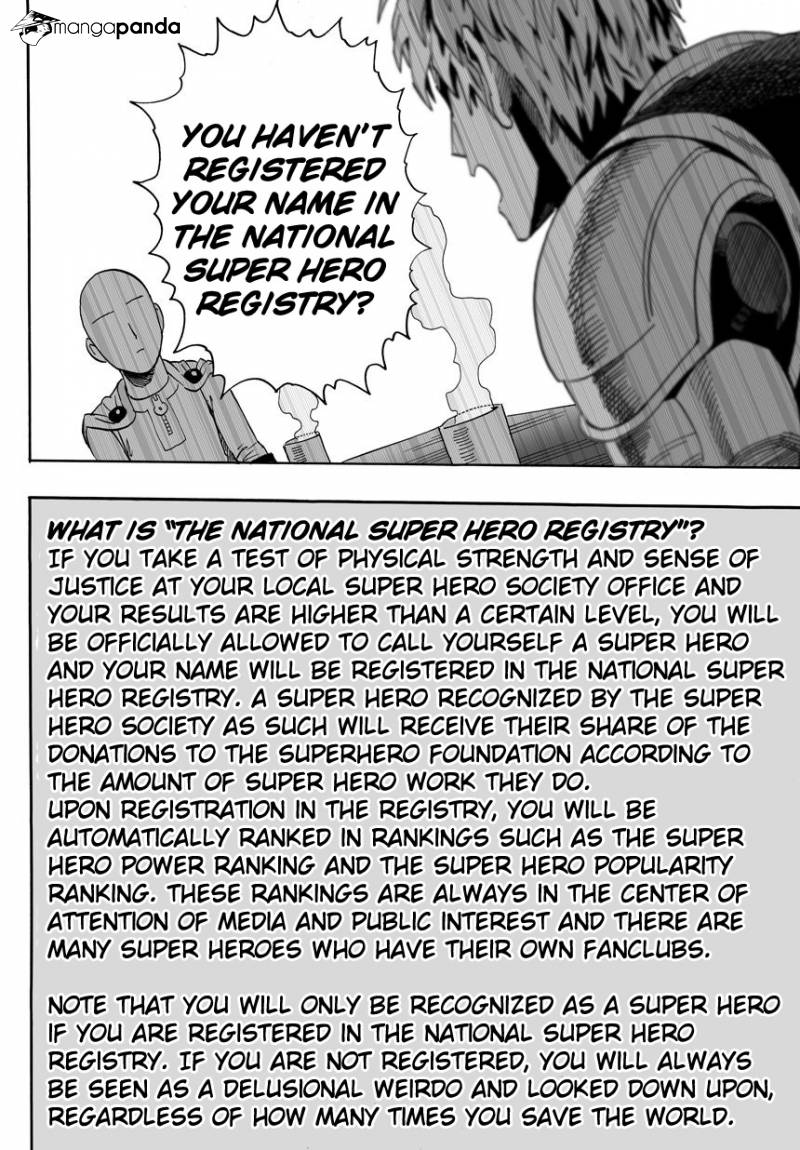 mangapanda
YOU HAVEN'T
REGISTERED
YOUR NAME IN
THE NATIONAL
SUPER HERO
REGISTRY?
WHAT IS "THE NATIONAL SUPER HERO REGISTRY"?
IF YOU TAKE A TEST OF PHYSICAL STRENGTH AND SENSE OF
JUSTICE AT YOUR LOCAL SUPER HERO SOCIETY OFFICE AND
YOUR RESULTS ARE HIGHER THAN A CERTAIN LEVEL, YOU WILL
BE OFFICIALLY ALLOWED TO CALL YOURSELF A SUPER HERO
AND YOUR NAME WILL BE REGISTERED IN THE NATIONAL SUPER
HERO REGISTRY. A SUPER HERO RECOGNIZED BY THE SUPER
HERO SOCIETY AS SUCH WILL RECEIVE THEIR SHARE OF THE
DONATIONS TO THE SUPERHERO FOUNDATION ACCORDING TO
THE AMOUNT OF SUPER HERO WORK THEY DO.
UPON REGISTRATION IN THE REGISTRY, YOU WILL BE
AUTOMATICALLY RANKED IN RANKINGS SUCH AS THE SUPER
HERO POWER RANKING AND THE SUPER HERO POPULARITY
RANKING. THESE RANKINGS ARE ALWAYS IN THE CENTER OF
ATTENTION OF MEDIA AND PUBLIC INTEREST AND THERE ARE
MANY SUPER HEROES WHO HAVE THEIR OWN FANCLUBS.
NOTE THAT YOU WILL ONLY BE RECOGNIZED AS A SUPER HERO
IF YOU ARE REGISTERED IN THE NATIONAL SUPER HERO
REGISTRY. IF YOU ARE NOT REGISTERED, YOU WILL ALWAYS
BE SEEN AS A DELUSIONAL WEIRDO AND LOOKED DOWN UPON,
REGARDLESS OF HOW MANY TIMES YOU SAVE THE WORLD.